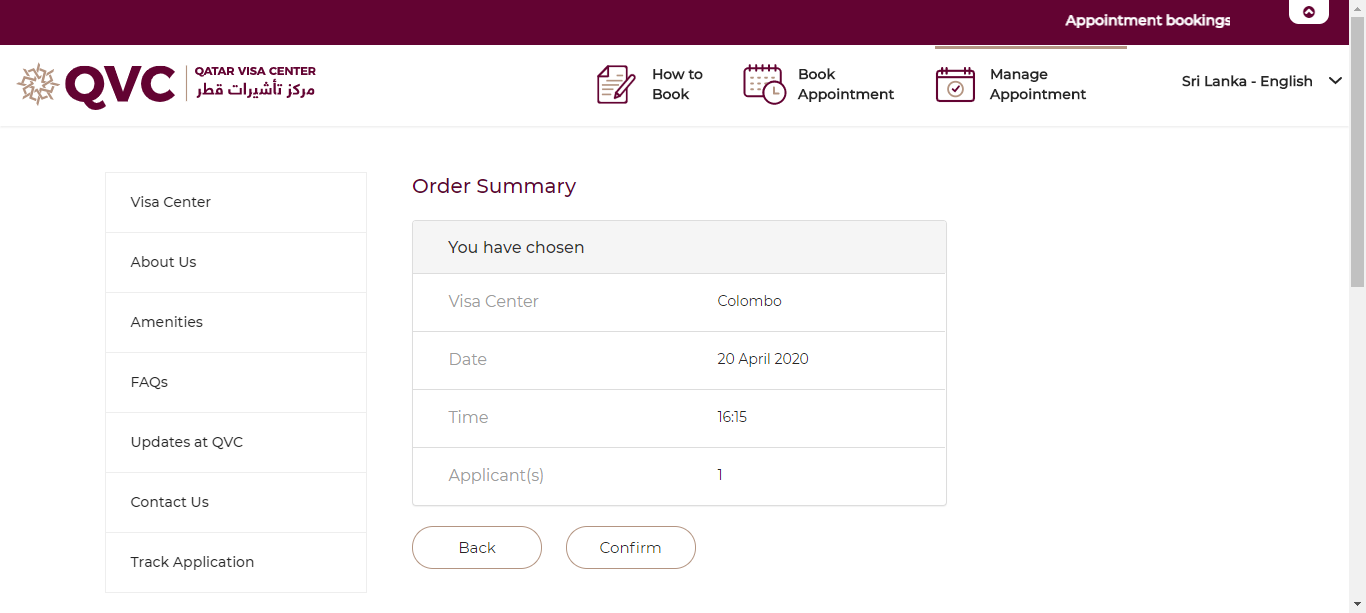 Appointment bookings
QVC
QATAR VISA CENTER
مركز تأشيرات قطر
How to
Book
Book
Appointment
Manage
Appointment
Sri Lanka - English
Visa Center
About Us
Amenities
FAQs
Updates at QVC
Contact Us
Track Application
Order Summary
You have chosen
Visa Center Colombo
Date 20 April 2020
Time 16:15
Applicant(s) 1
Back Confirm